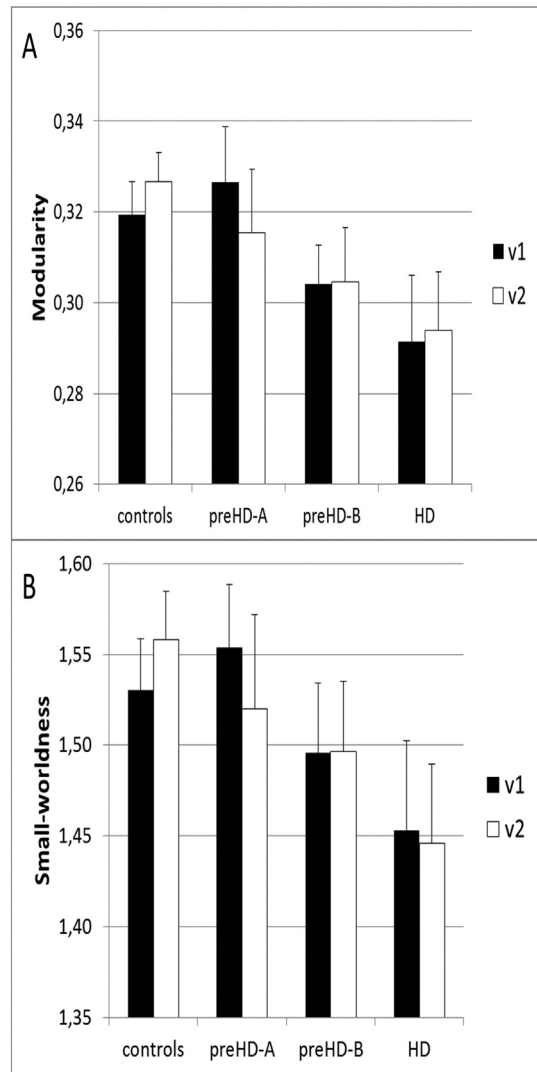 A
0,36
0,34
0,32
0,30
0,28
0,26
Modularity
controls preHD-A preHD-B HD
v1
v2
B
1,60
1,55
1,50
1,45
1,40
1,35
Small-worldness
controls preHD-A preHD-B HD
v1
v2